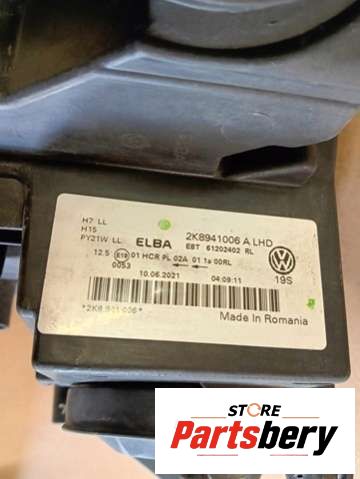 H7 LL
H15
PY21W LL
ELBA
2K8941006 A LHD
E8T 61202402 RL
12.5 E19 01 HCR PL 02A 01 1a 00RL
0053
10.06.2021
04:09:11
19S
*2K8.941.006*
Made in Romania
STORE
Partsbery